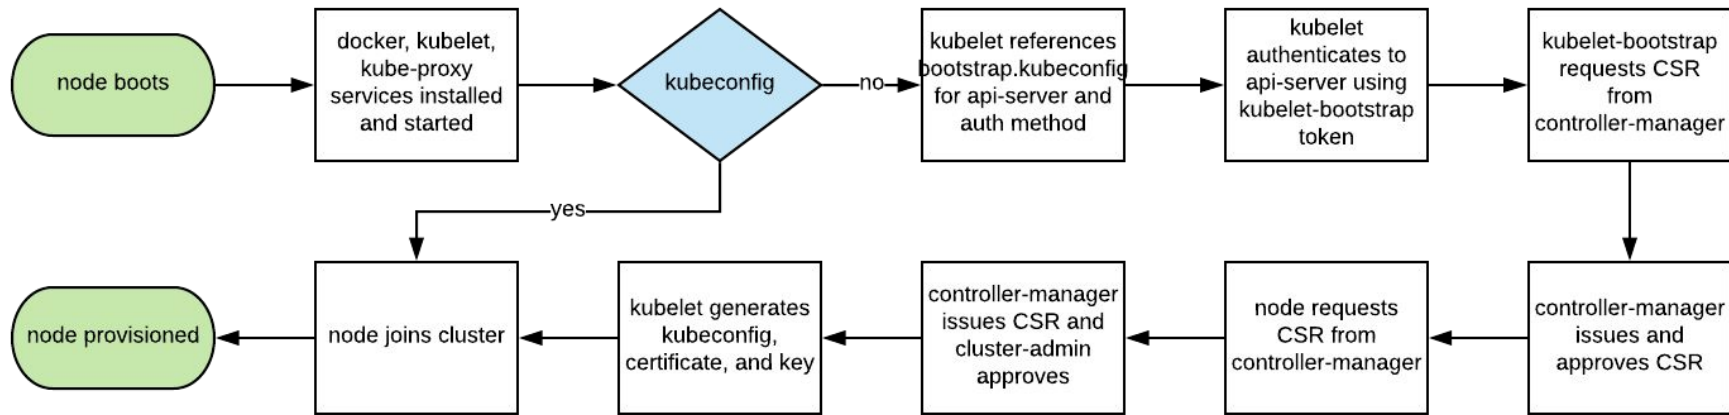 node boots
docker, kubelet,
kube-proxy
services installed
and started
kubeconfig
no
kubelet references
bootstrap.kubeconfig
for api-server and
auth method
kubelet
authenticates to
api-server using
kubelet-bootstrap
token
kubelet-bootstrap
requests CSR
from
controller-manager
yes
controller-manager
issues and
approves CSR
node requests
CSR from
controller-manager
controller-manager
issues CSR and
cluster-admin
approves
kubelet generates
kubeconfig,
certificate, and key
node joins cluster
node provisioned